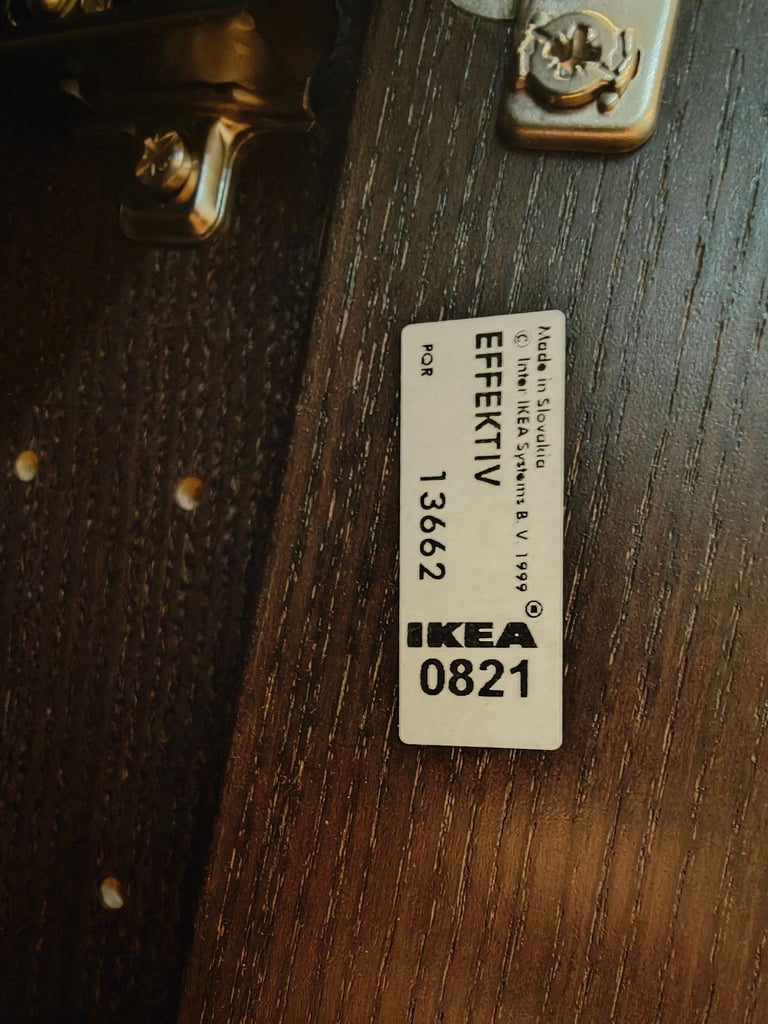 Made in Slovakia
© Inter IKEA Systems B. V. 1999
EFFEKTIV
PQR 13662
®
IKEA
0821